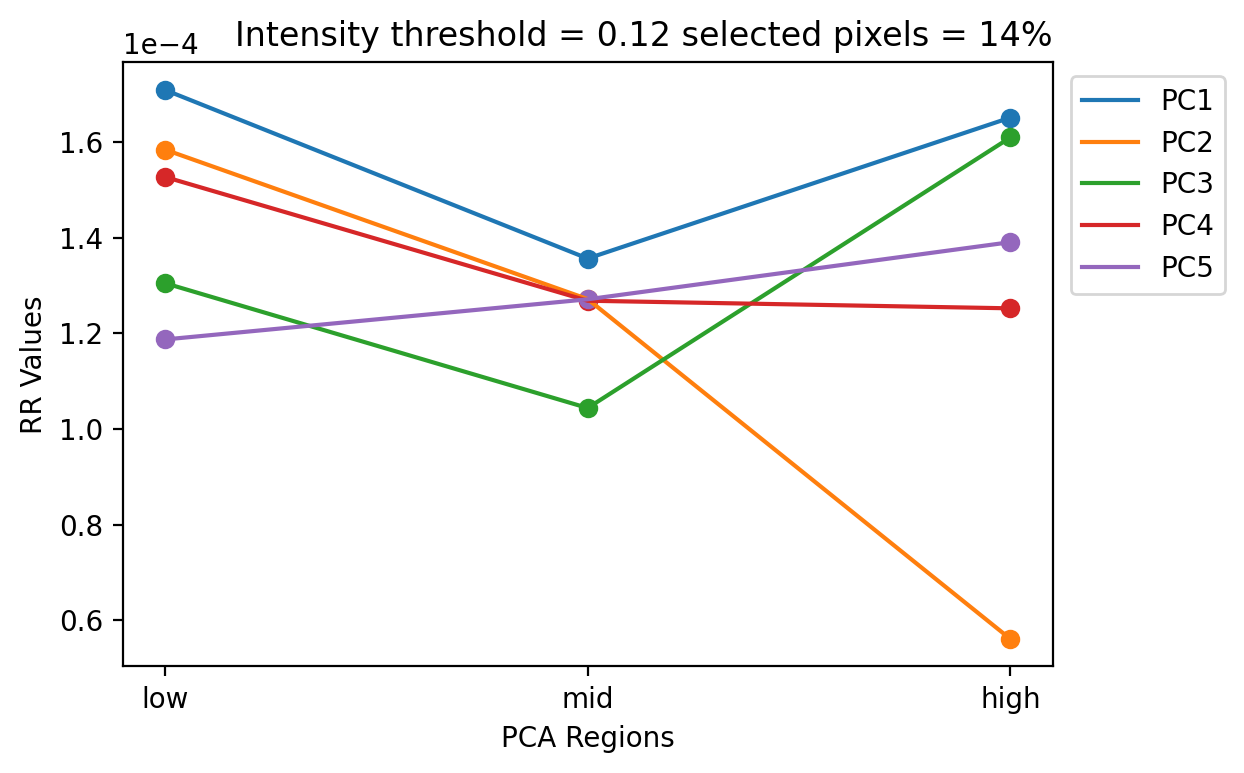 Intensity threshold = 0.12 selected pixels = 14%
1e−4
1.6
1.4
1.2
1.0
0.8
0.6
RR Values
low
mid
high
PCA Regions
PC1
PC2
PC3
PC4
PC5